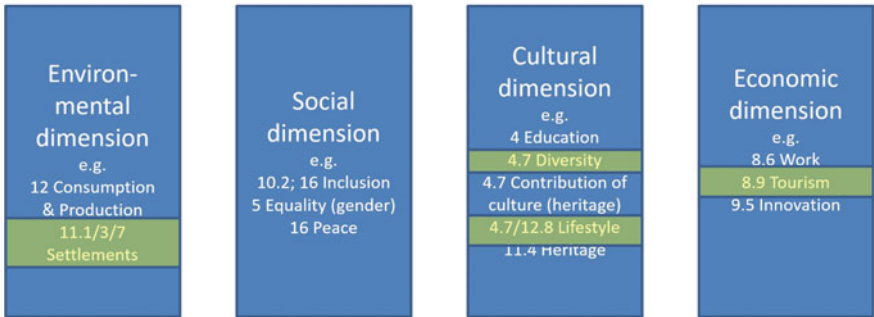 Environ-
mental
dimension
e.g.
12 Consumption
& Production
11.1/3/7
Settlements
Social
dimension
e.g.
10.2; 16 Inclusion
5 Equality (gender)
16 Peace
Cultural
dimension
e.g.
4 Education
4.7 Diversity
4.7 Contribution of
culture (heritage)
4.7/12.8 Lifestyle
11.4 Heritage
Economic
dimension
e.g.
8.6 Work
8.9 Tourism
9.5 Innovation